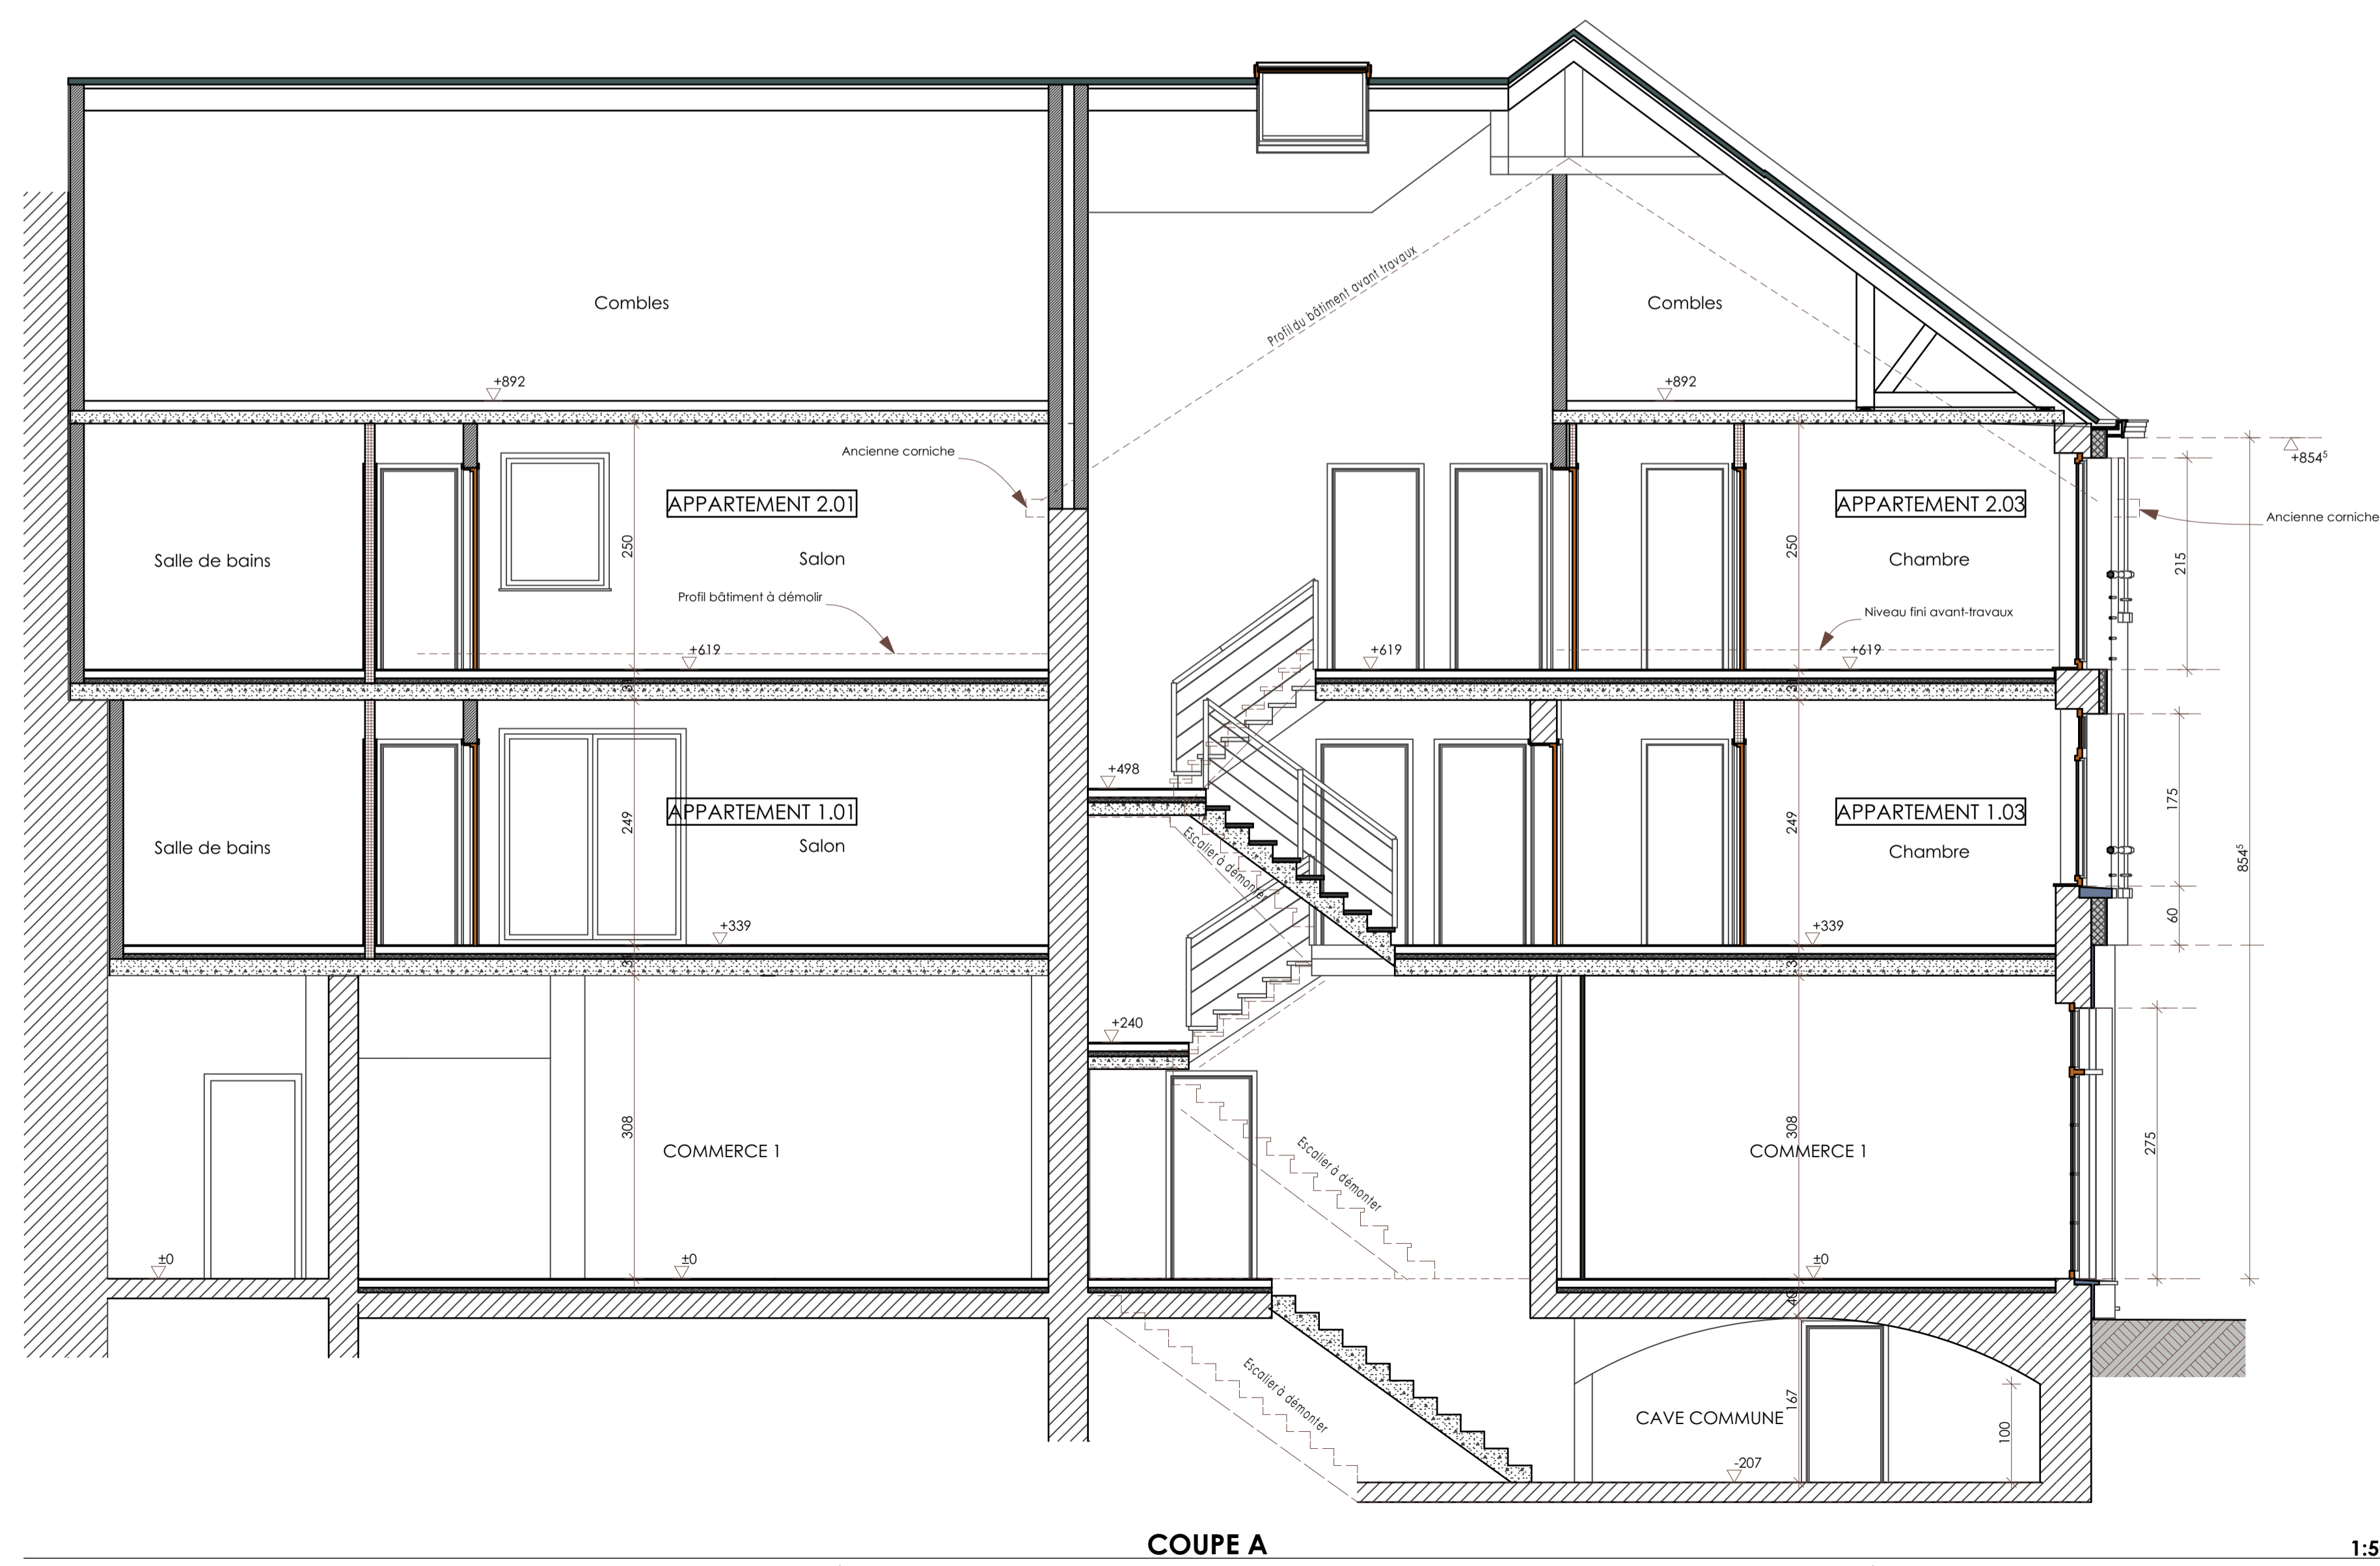 Combles
Combles
Profil du bâtiment avant travaux
+892
+892
+854⁵
Ancienne corniche
Ancienne corniche
APPARTEMENT 2.01
APPARTEMENT 2.03
Salle de bains
250
Salon
250
Chambre
215
Profil bâtiment à démolir
Niveau fini avant-travaux
+619
+619
+619
31
31
+498
APPARTEMENT 1.01
APPARTEMENT 1.03
175
Salle de bains
249
Salon
Escalier à démonter
249
Chambre
854⁵
60
+339
+339
31
31
+240
308
COMMERCE 1
308
COMMERCE 1
275
Escalier à démonter
±0
±0
±0
40
Escalier à démonter
167
CAVE COMMUNE
100
-207
COUPE A
1:5